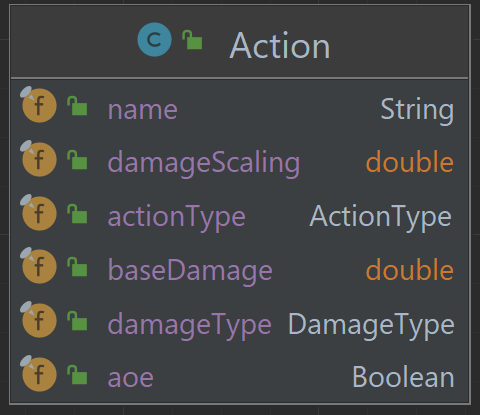 C Action
f name String
f damageScaling double
f actionType ActionType
f baseDamage double
f damageType DamageType
f aoe Boolean